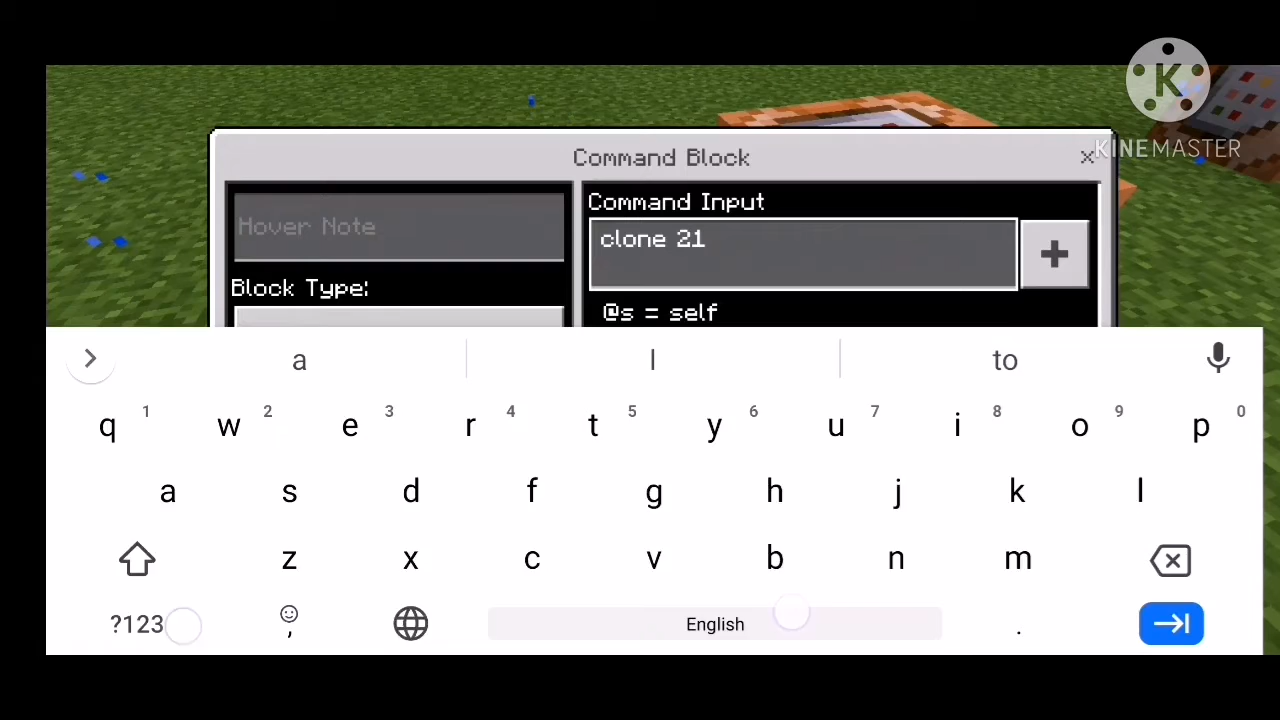 K
KINEMASTER
Command Block
×
Hover Note
Command Input
clone 21
+
Block Type:
@s = self
a
I
to
q 1 w 2 e 3 r 4 t 5 y 6 u 7 i 8 o 9 p 0
a s d f g h j k l
z x c v b n m
?123 , English .